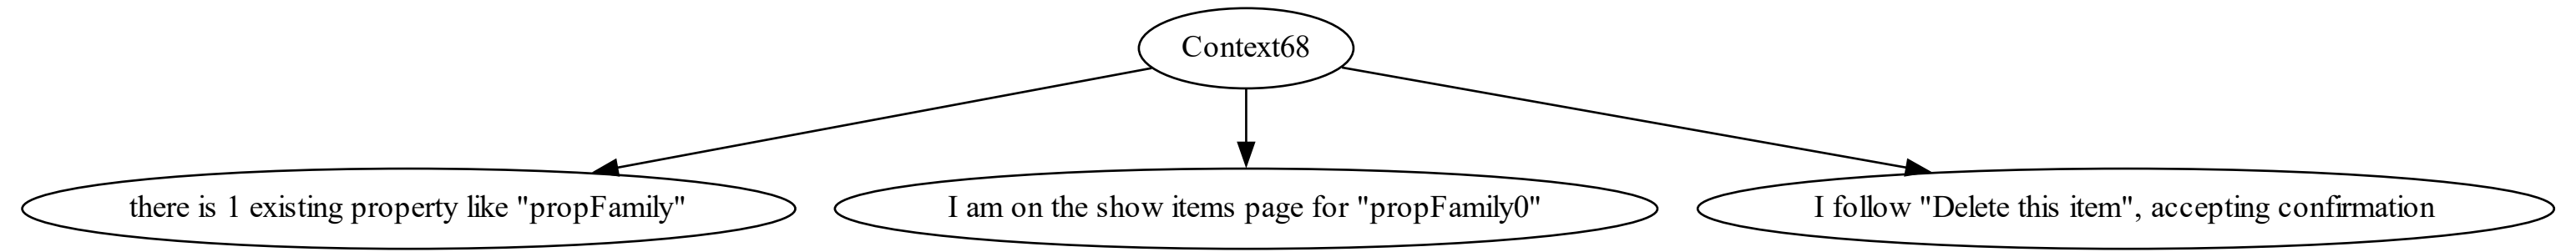 Context68
there is 1 existing property like "propFamily"
I am on the show items page for "propFamily0"
I follow "Delete this item", accepting confirmation